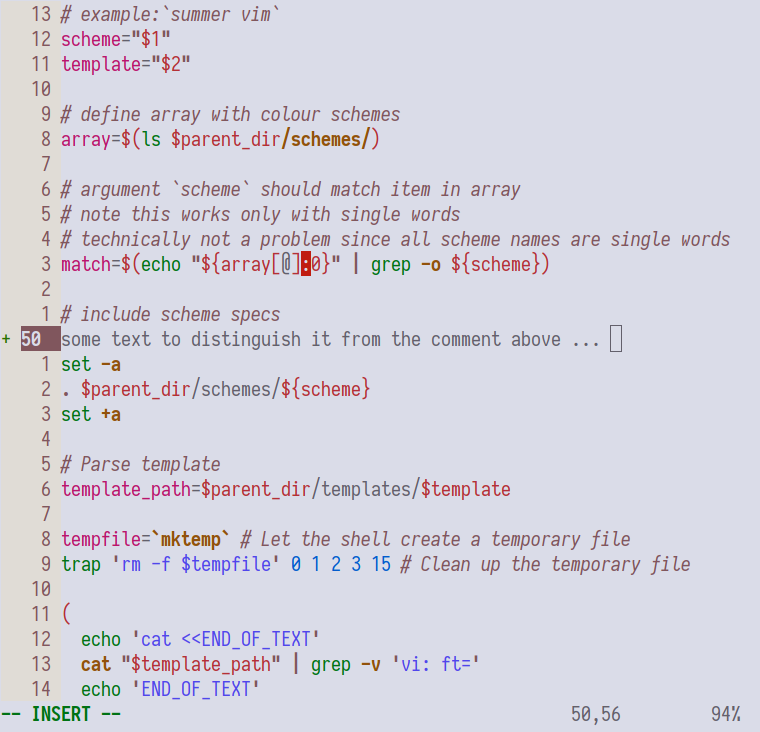 13 # example:`summer vim`
12 scheme="$1"
11 template="$2"
10
9 # define array with colour schemes
8 array=$(ls $parent_dir/schemes/)
7
6 # argument `scheme` should match item in array
5 # note this works only with single words
4 # technically not a problem since all scheme names are single words
3 match=$(echo "${array[@]:0}" | grep -o ${scheme})
2
1 # include scheme specs
+ 50 some text to distinguish it from the comment above ...
1 set -a
2 . $parent_dir/schemes/${scheme}
3 set +a
4
5 # Parse template
6 template_path=$parent_dir/templates/$template
7
8 tempfile=`mktemp` # Let the shell create a temporary file
9 trap 'rm -f $tempfile' 0 1 2 3 15 # Clean up the temporary file
10
11 (
12   echo 'cat <<END_OF_TEXT'
13   cat "$template_path" | grep -v 'vi: ft='
14   echo 'END_OF_TEXT'
-- INSERT -- 50,56 94%